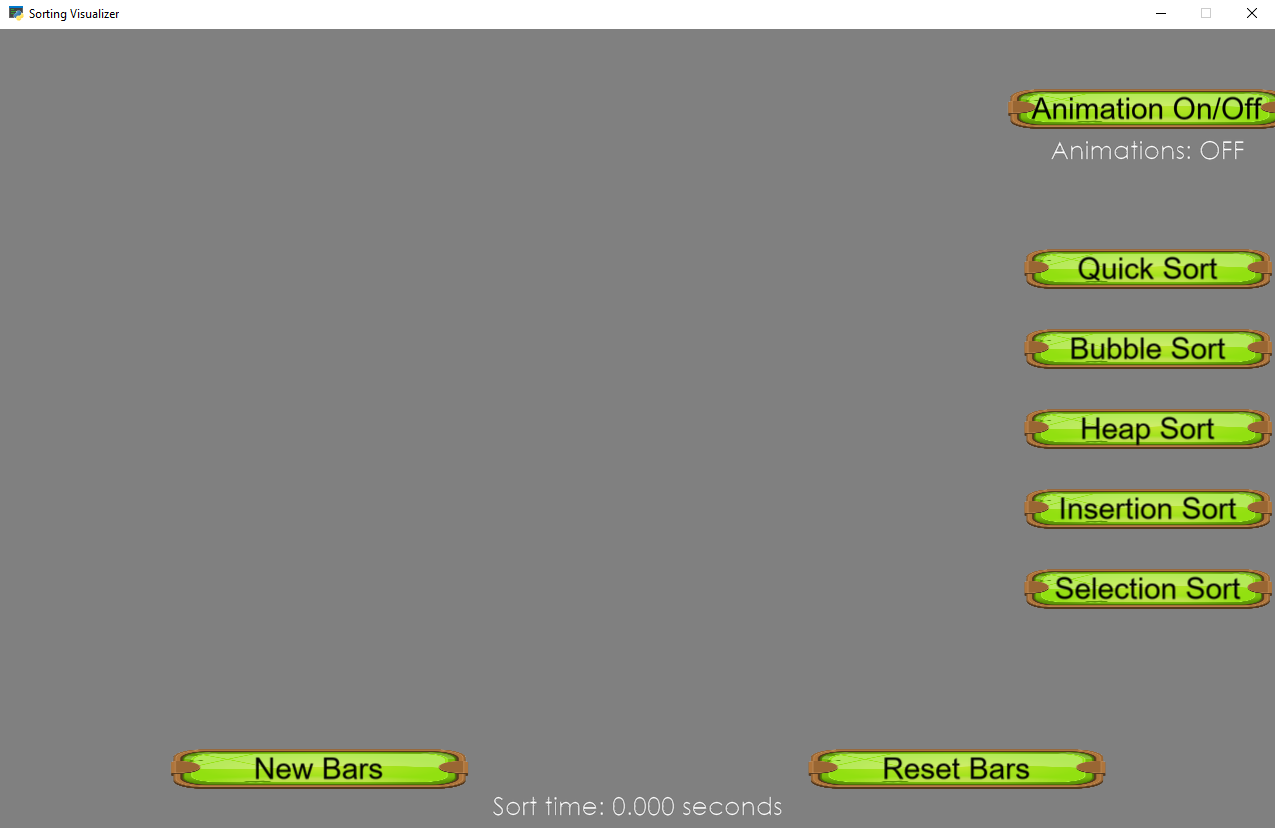 Sorting Visualizer
Animation On/Off
Animations: OFF
Quick Sort
Bubble Sort
Heap Sort
Insertion Sort
Selection Sort
New Bars
Reset Bars
Sort time: 0.000 seconds